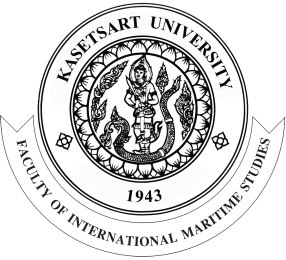 KASETSART UNIVERSITY
1943
FACULTY OF INTERNATIONAL MARITIME STUDIES